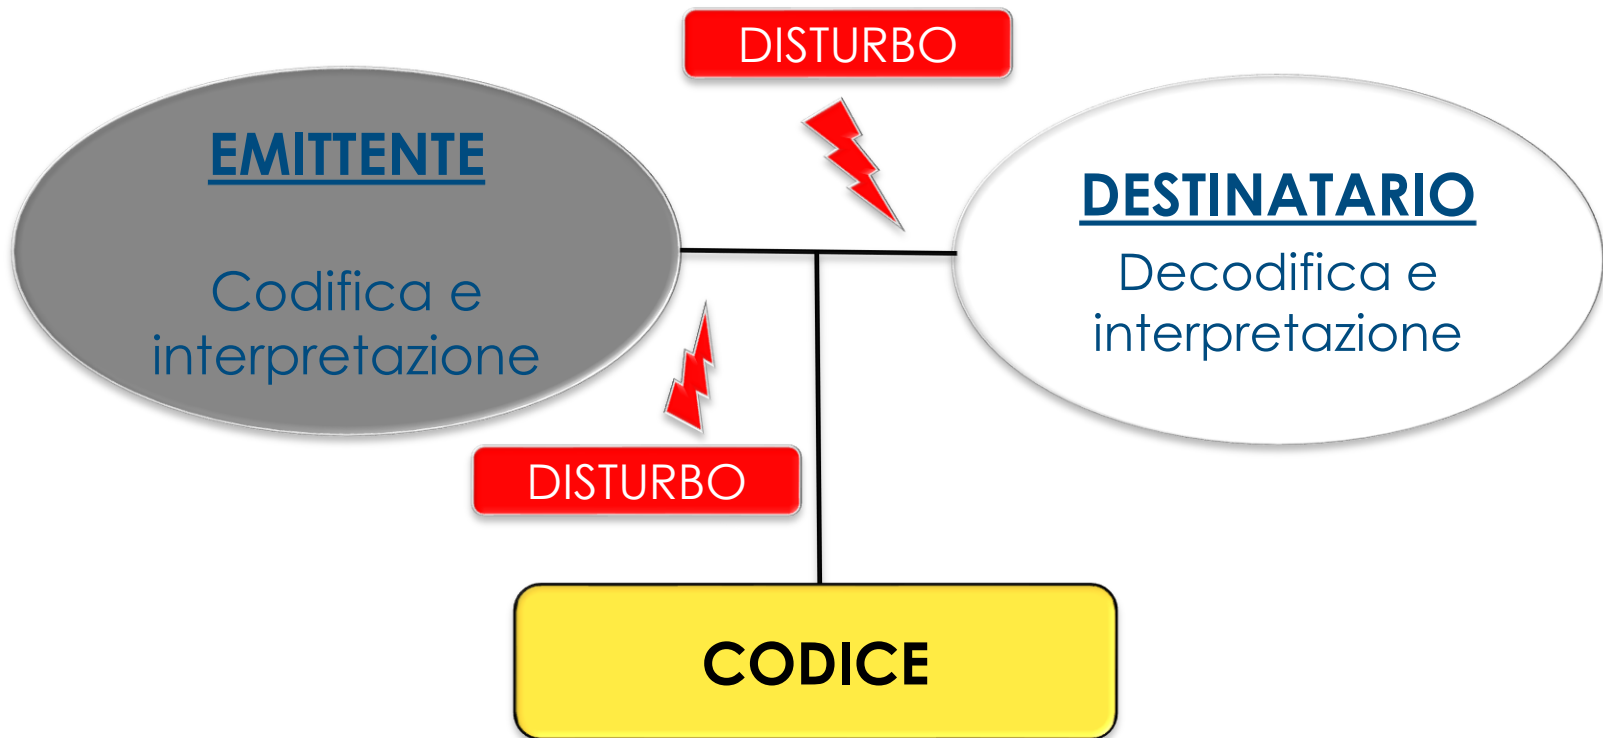 DISTURBO
EMITTENTE
Codifica e
interpretazione
DESTINATARIO
Decodifica e
interpretazione
DISTURBO
CODICE